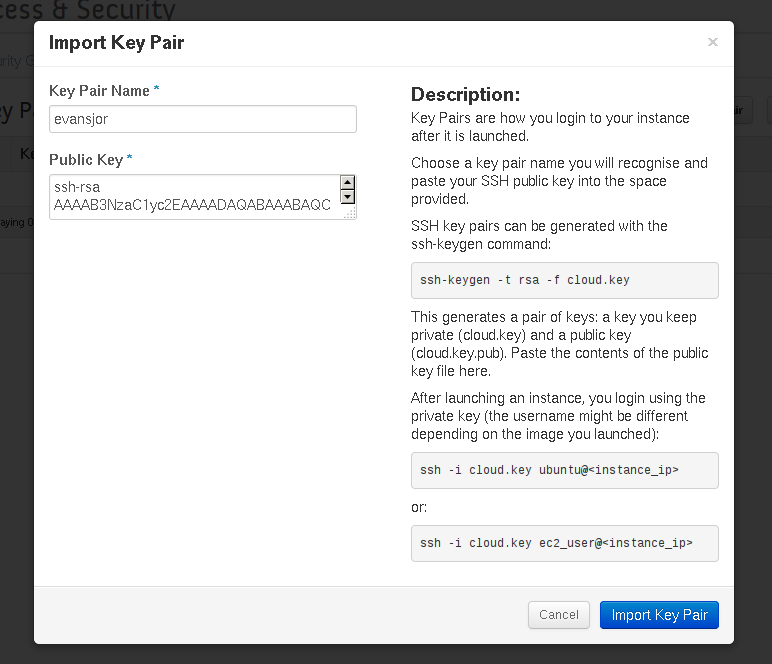 cess & Security
Import Key Pair
×
Key Pair Name *
evansjor
Public Key *
ssh-rsa
AAAAB3NzaC1yc2EAAAADAQABAAABAQC
Description:
Key Pairs are how you login to your instance
after it is launched.
Choose a key pair name you will recognise and
paste your SSH public key into the space
provided.
SSH key pairs can be generated with the
ssh-keygen command:
ssh-keygen -t rsa -f cloud.key
This generates a pair of keys: a key you keep
private (cloud.key) and a public key
(cloud.key.pub). Paste the contents of the public
key file here.
After launching an instance, you login using the
private key (the username might be different
depending on the image you launched):
ssh -i cloud.key ubuntu@<instance_ip>
or:
ssh -i cloud.key ec2_user@<instance_ip>
Cancel
Import Key Pair